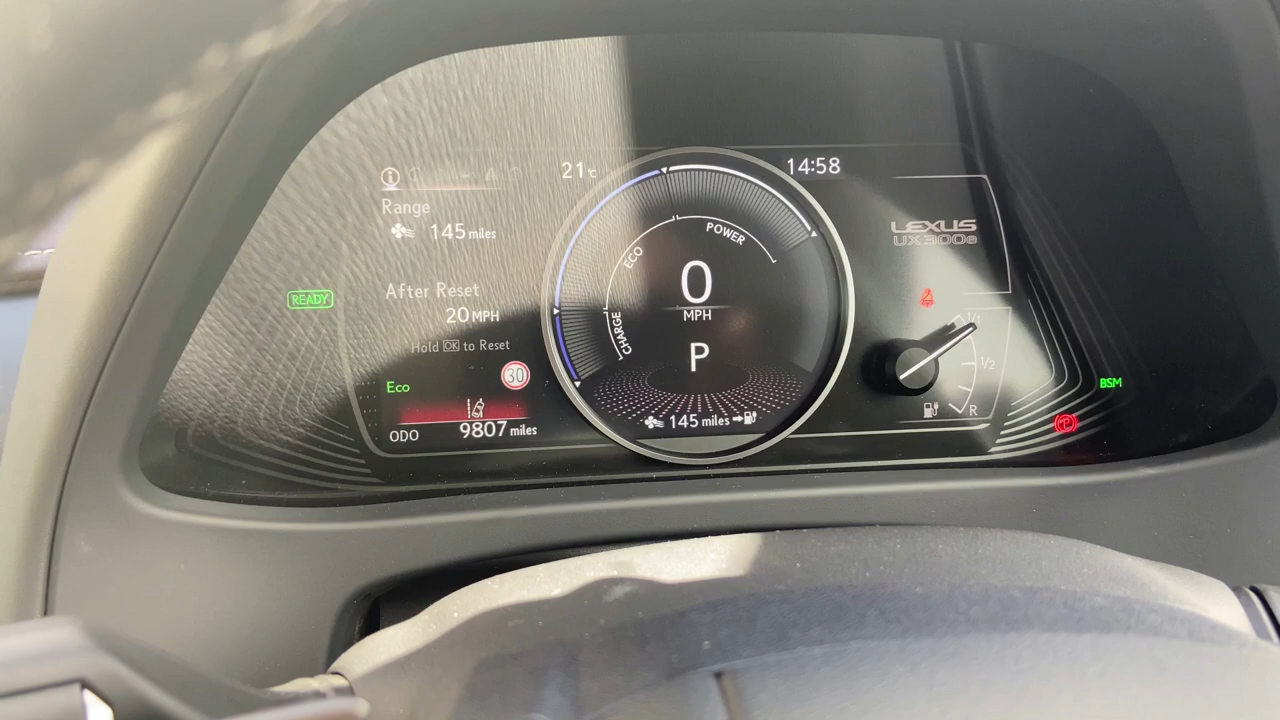 21°C
14:58
Range
145 miles
After Reset
20 MPH
Hold OK to Reset
READY
Eco
30
ODO 9807 miles
CHARGE
ECO
POWER
0
MPH
P
145 miles
LEXUS
UX300e
1/1
1/2
R
BSM
P